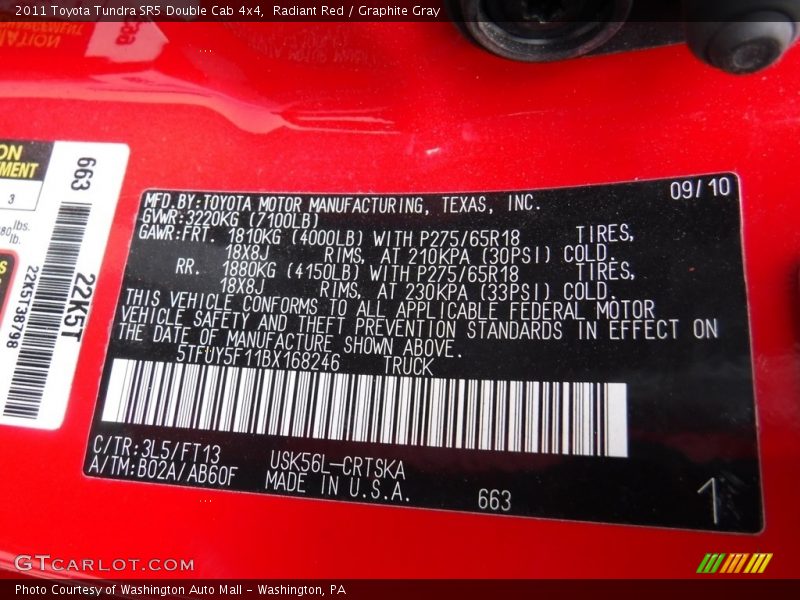 2011 Toyota Tundra SR5 Double Cab 4x4, Radiant Red / Graphite Gray
ON
MENT
3
lbs.
lb.
S
663
22K5T
22K5T38798
MFD.BY:TOYOTA MOTOR MANUFACTURING, TEXAS, INC. 09/10
GVWR:3220KG (7100LB)
GAWR:FRT. 1810KG (4000LB) WITH P275/65R18 TIRES,
18X8J RIMS, AT 210KPA (30PSI) COLD.
RR. 1880KG (4150LB) WITH P275/65R18 TIRES,
18X8J RIMS, AT 230KPA (33PSI) COLD.
THIS VEHICLE CONFORMS TO ALL APPLICABLE FEDERAL MOTOR
VEHICLE SAFETY AND THEFT PREVENTION STANDARDS IN EFFECT ON
THE DATE OF MANUFACTURE SHOWN ABOVE.
5TFUY5F11BX168246 TRUCK
C/TR:3L5/FT13 USK56L-CRTSKA
A/TM:B02A/AB60F MADE IN U.S.A. 663 1
GTCARLOT.COM
Photo Courtesy of Washington Auto Mall - Washington, PA